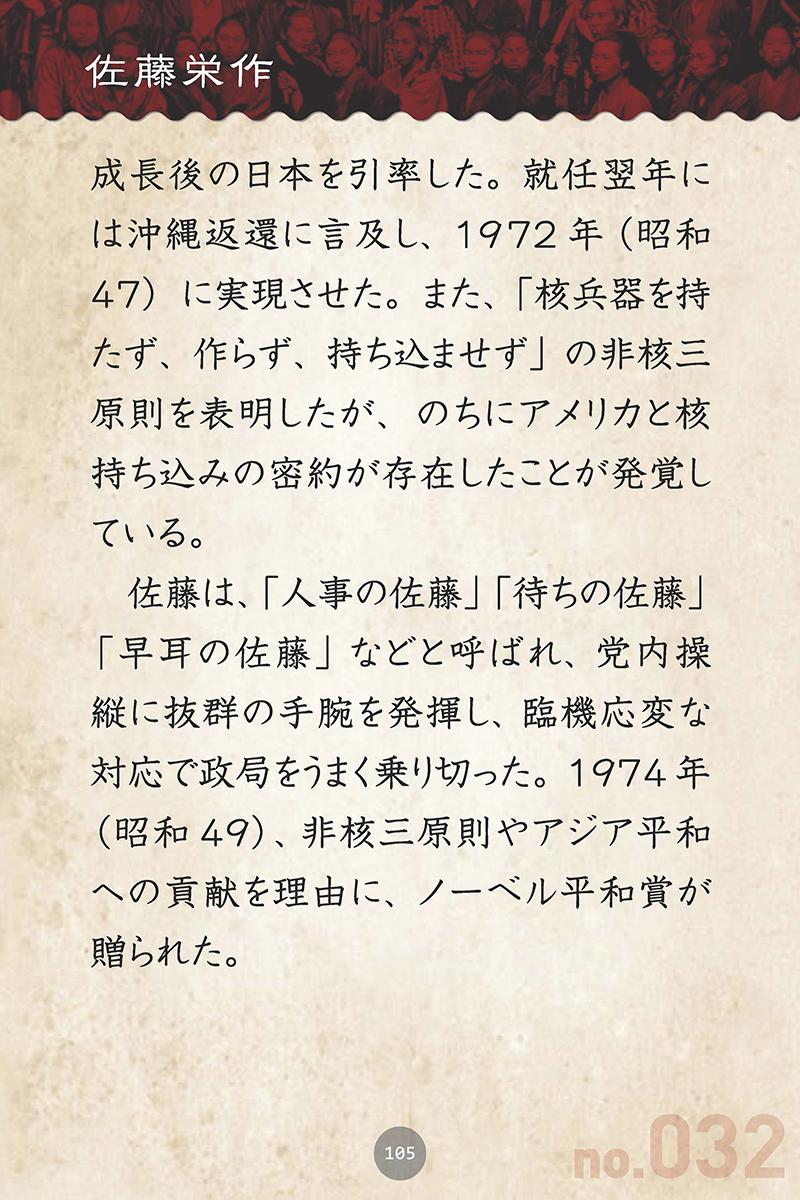 佐藤栄作
成長後の日本を引率した。就任翌年に
は沖縄返還に言及し、1972年（昭和
47）に実現させた。また、「核兵器を持
たず、作らず、持ち込ませず」の非核三
原則を表明したが、のちにアメリカと核
持ち込みの密約が存在したことが発覚し
ている。
　佐藤は、「人事の佐藤」「待ちの佐藤」
「早耳の佐藤」などと呼ばれ、党内操
縦に抜群の手腕を発揮し、臨機応変な
対応で政局をうまく乗り切った。1974年
（昭和49）、非核三原則やアジア平和
への貢献を理由に、ノーベル平和賞が
贈られた。
105
no.032